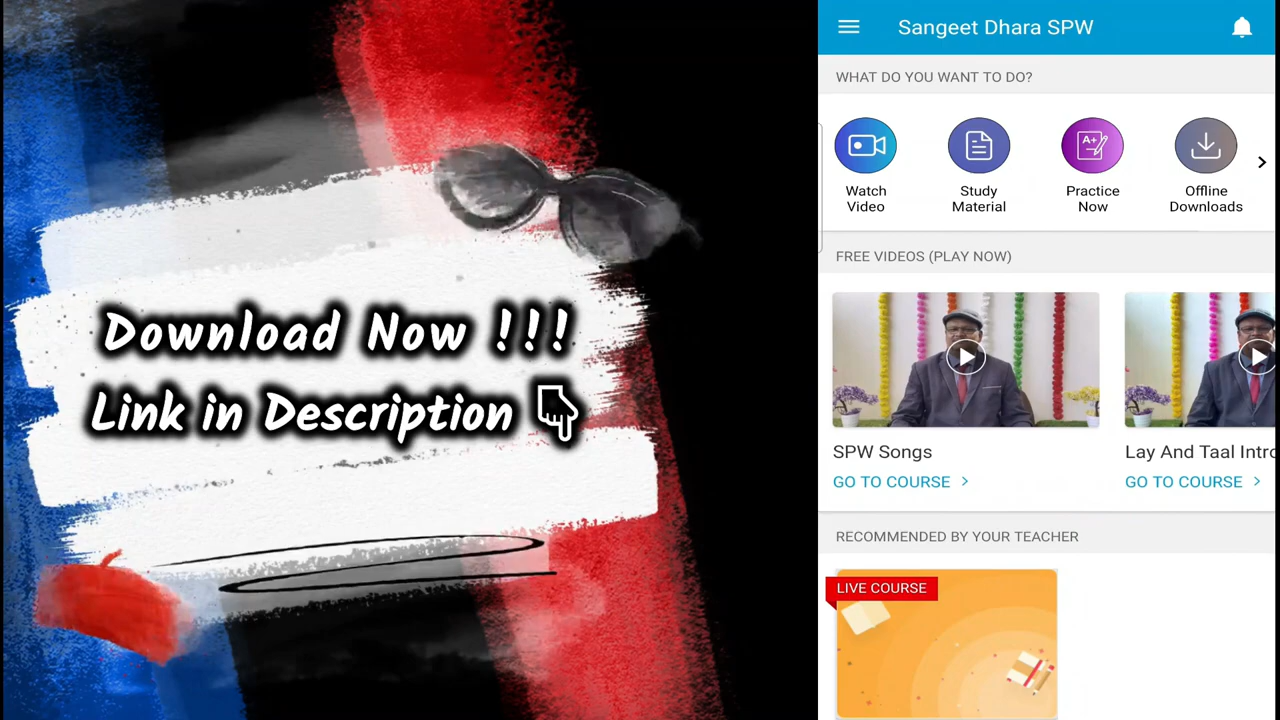 Download Now !!!
Link in Description 👇
Sangeet Dhara SPW
WHAT DO YOU WANT TO DO?
Watch
Video
Study
Material
A+
Practice
Now
Offline
Downloads
FREE VIDEOS (PLAY NOW)
SPW Songs
GO TO COURSE
Lay And Taal Intro
GO TO COURSE
RECOMMENDED BY YOUR TEACHER
LIVE COURSE